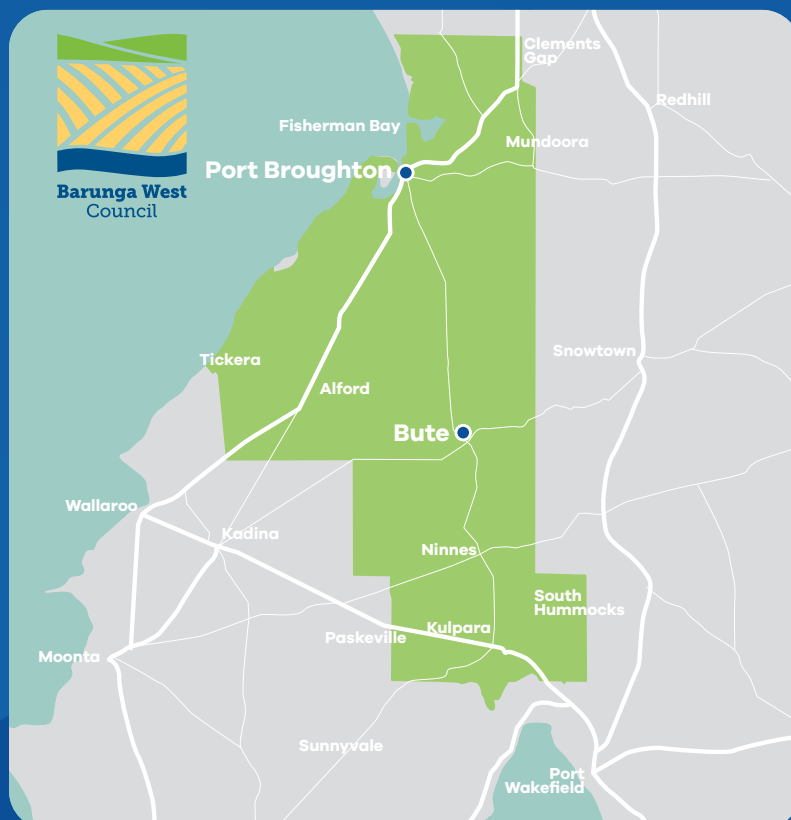 Clements
Gap
Redhill
Fisherman Bay
Mundoora
Port Broughton
Barunga West
Council
Snowtown
Tickera
Alford
Bute
Wallaroo
Kadina
Ninnes
South
Hummocks
Kulpara
Paskeville
Moonta
Sunnyvale
Port
Wakefield